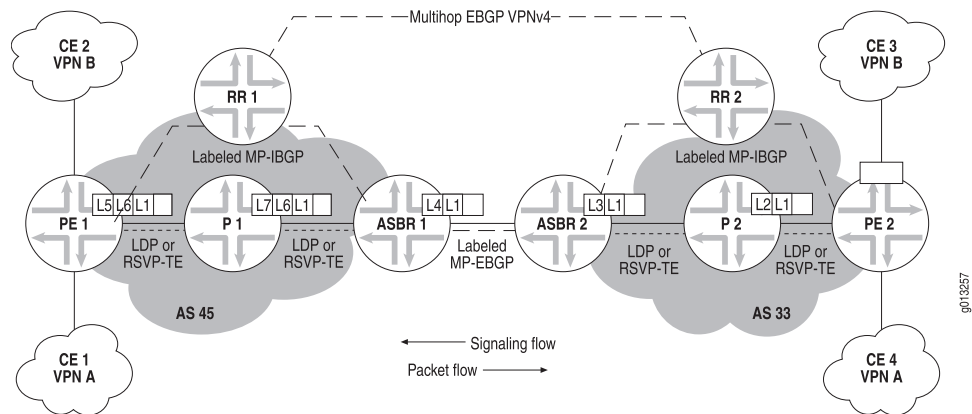 Multihop EBGP VPNv4
CE 2
VPN B
CE 3
VPN B
RR 1
RR 2
Labeled MP-IBGP
Labeled MP-IBGP
L5 L6 L1
L7 L6 L1
L4 L1
L3 L1
L2 L1
PE 1
P 1
ASBR 1
ASBR 2
P 2
PE 2
LDP or
RSVP-TE
LDP or
RSVP-TE
Labeled
MP-EBGP
LDP or
RSVP-TE
LDP or
RSVP-TE
AS 45
AS 33
Signaling flow
Packet flow
CE 1
VPN A
CE 4
VPN A
g013257